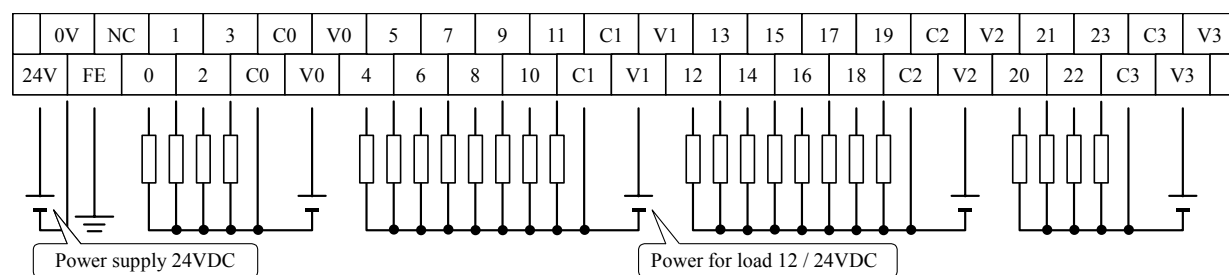 0V NC 1 3 C0 V0 5 7 9 11 C1 V1 13 15 17 19 C2 V2 21 23 C3 V3
24V FE 0 2 C0 V0 4 6 8 10 C1 V1 12 14 16 18 C2 V2 20 22 C3 V3
Power supply 24VDC Power for load 12 / 24VDC